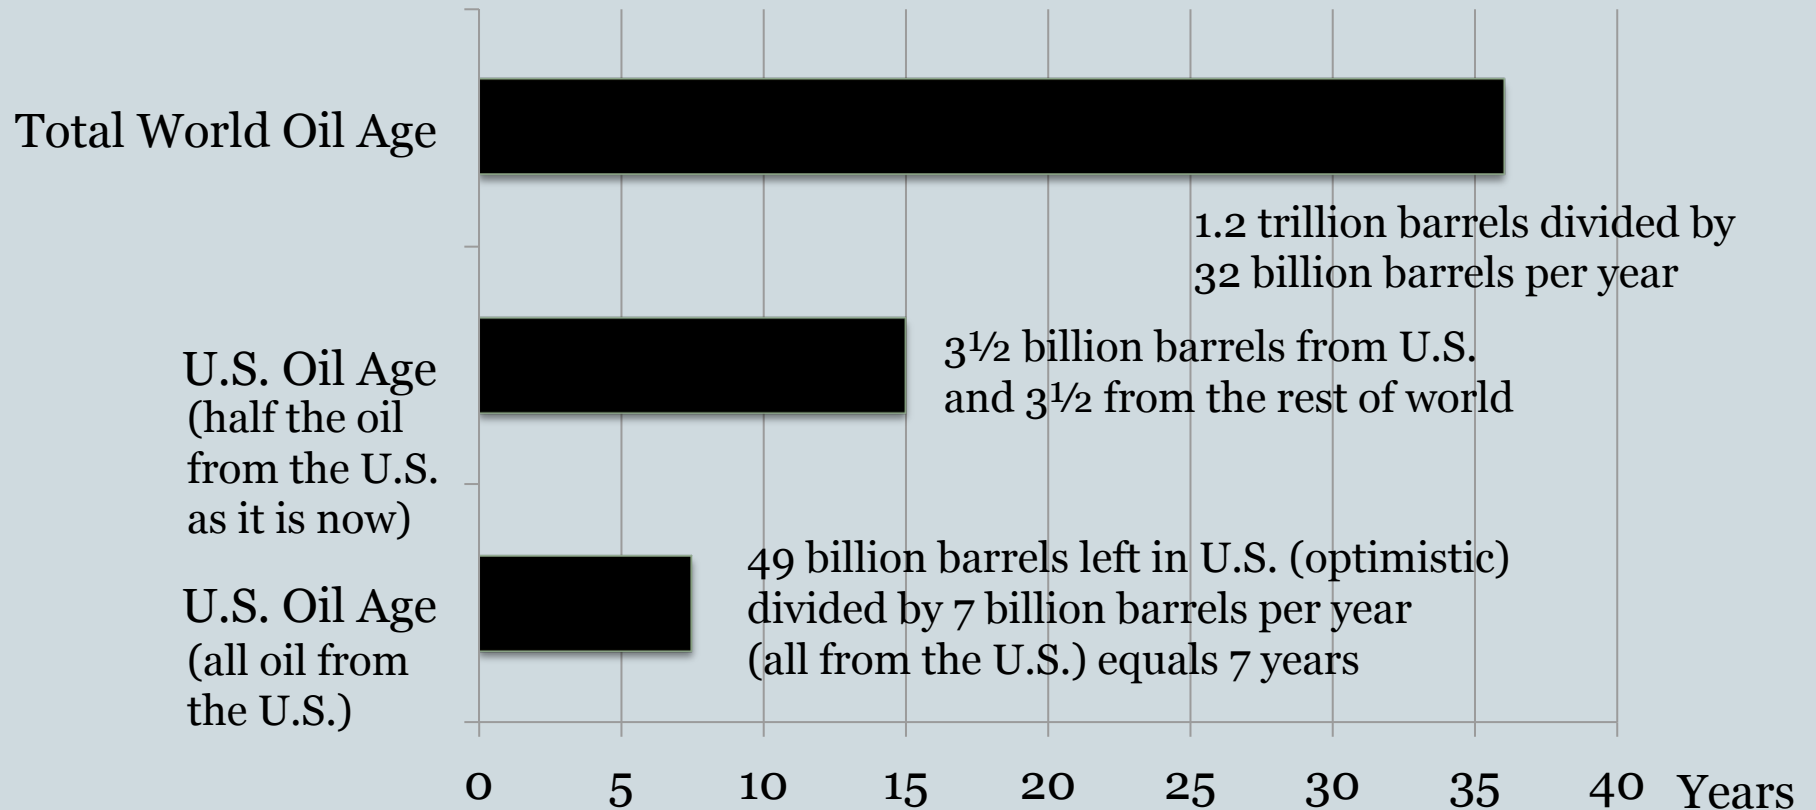 Total World Oil Age
1.2 trillion barrels divided by
32 billion barrels per year
U.S. Oil Age
(half the oil
from the U.S.
as it is now)
3½ billion barrels from U.S.
and 3½ from the rest of world
U.S. Oil Age
(all oil from
the U.S.)
49 billion barrels left in U.S. (optimistic)
divided by 7 billion barrels per year
(all from the U.S.) equals 7 years
0 5 10 15 20 25 30 35 40 Years